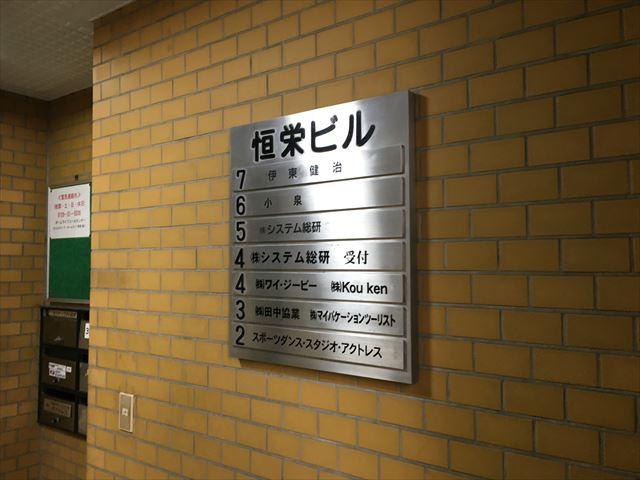 恒栄ビル
7 伊東健治
6 小泉
5 ㈱システム総研
4 ㈱システム総研 受付
4 ㈱ワイ・ジービー ㈱Kou ken
3 ㈱田中協業 ㈱マイバケーションツーリスト
2 スポーツダンス・スタジオ・アクトレス